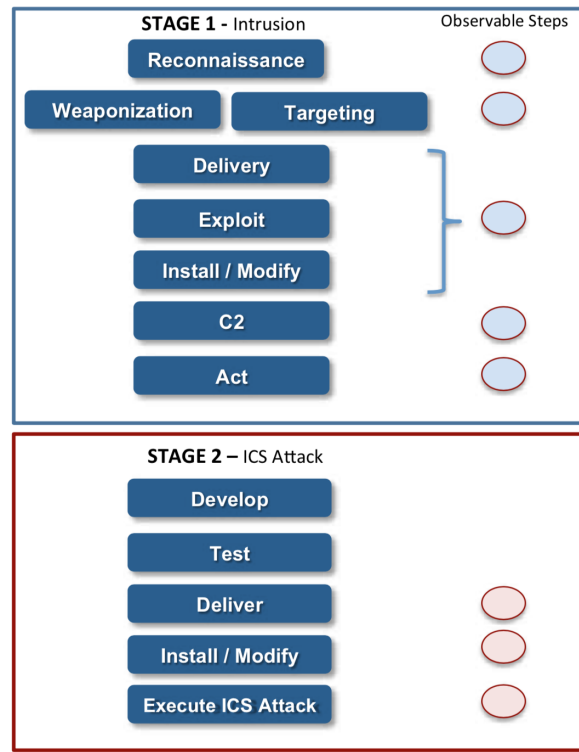 STAGE 1 - Intrusion
Observable Steps
Reconnaissance
Weaponization
Targeting
Delivery
Exploit
Install / Modify
C2
Act
STAGE 2 – ICS Attack
Develop
Test
Deliver
Install / Modify
Execute ICS Attack